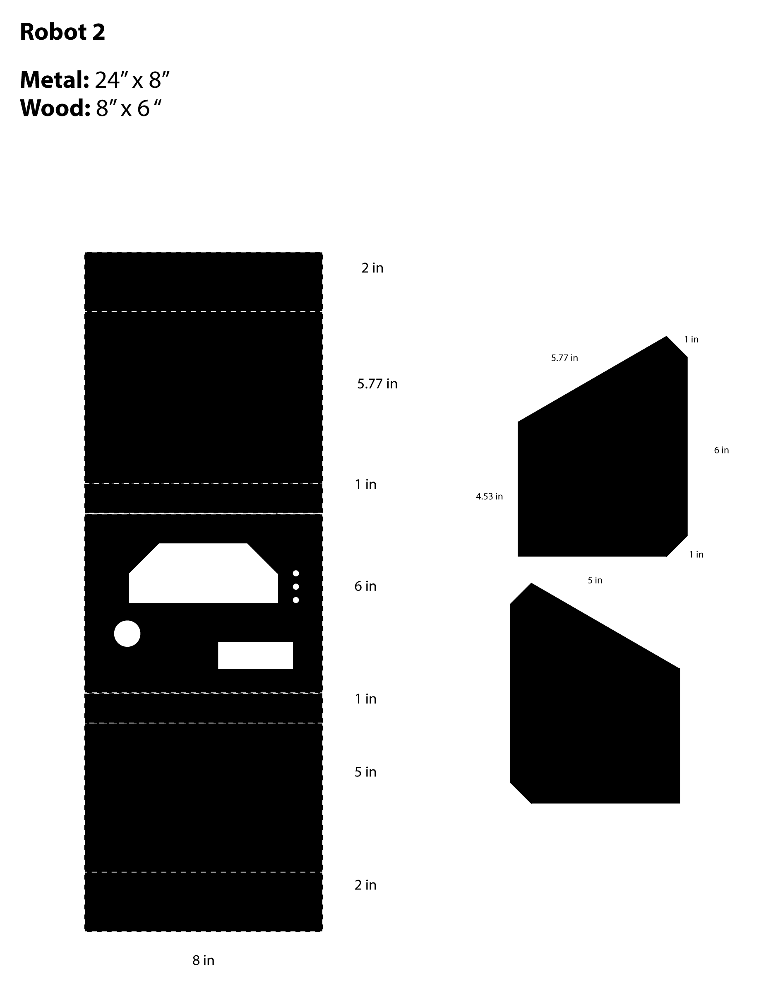 Robot 2
Metal: 24” x 8”
Wood: 8” x 6 “
2 in
5.77 in
1 in
6 in
1 in
5 in
2 in
8 in
1 in
5.77 in
6 in
4.53 in
1 in
5 in